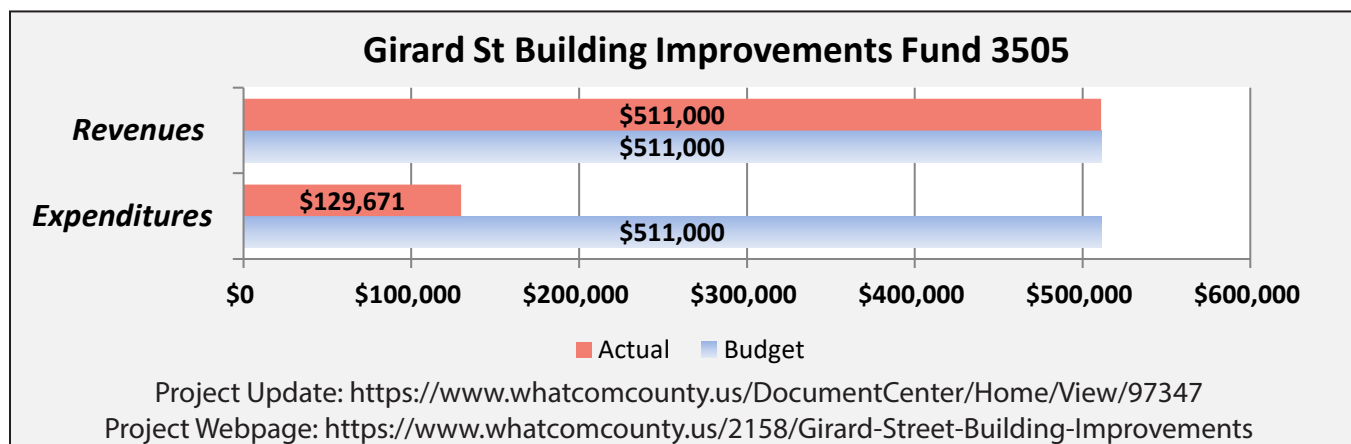 Girard St Building Improvements Fund 3505
Revenues
$511,000
$511,000
Expenditures
$129,671
$511,000
$0 $100,000 $200,000 $300,000 $400,000 $500,000 $600,000
Actual Budget
Project Update: https://www.whatcomcounty.us/DocumentCenter/Home/View/97347
Project Webpage: https://www.whatcomcounty.us/2158/Girard-Street-Building-Improvements